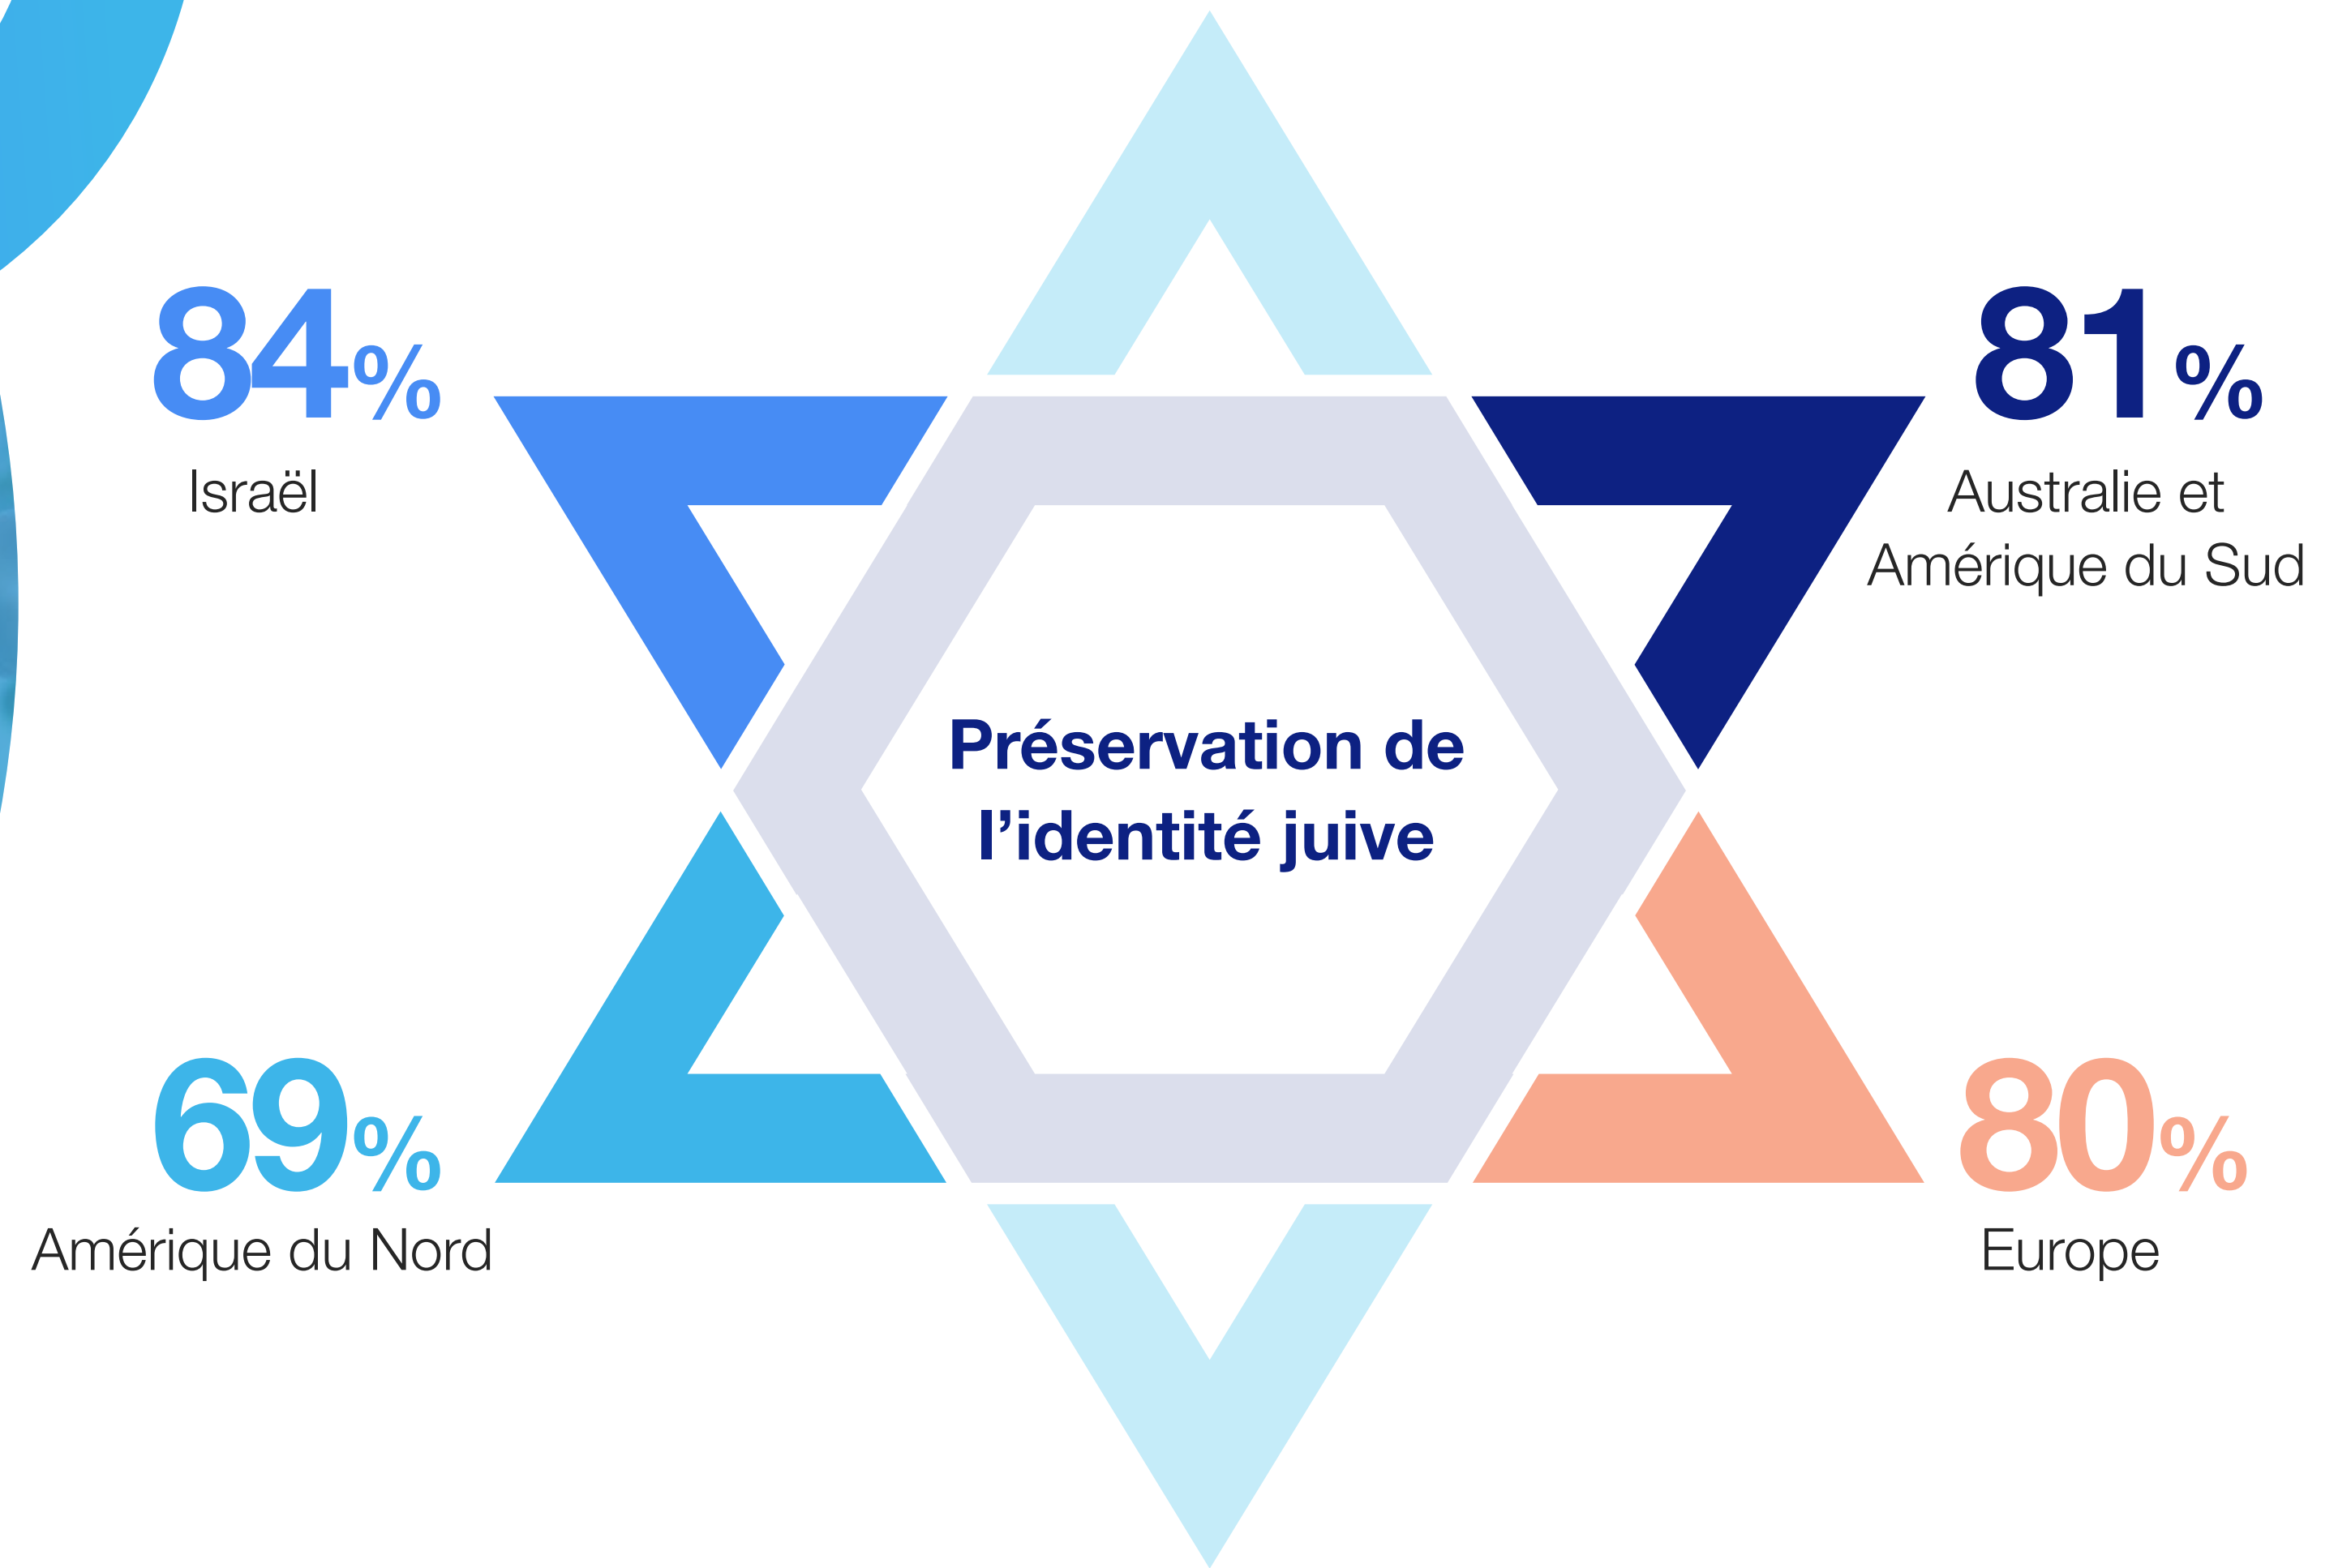 84%
Israël
81%
Australie et
Amérique du Sud
Préservation de
l’identité juive
69%
Amérique du Nord
80%
Europe